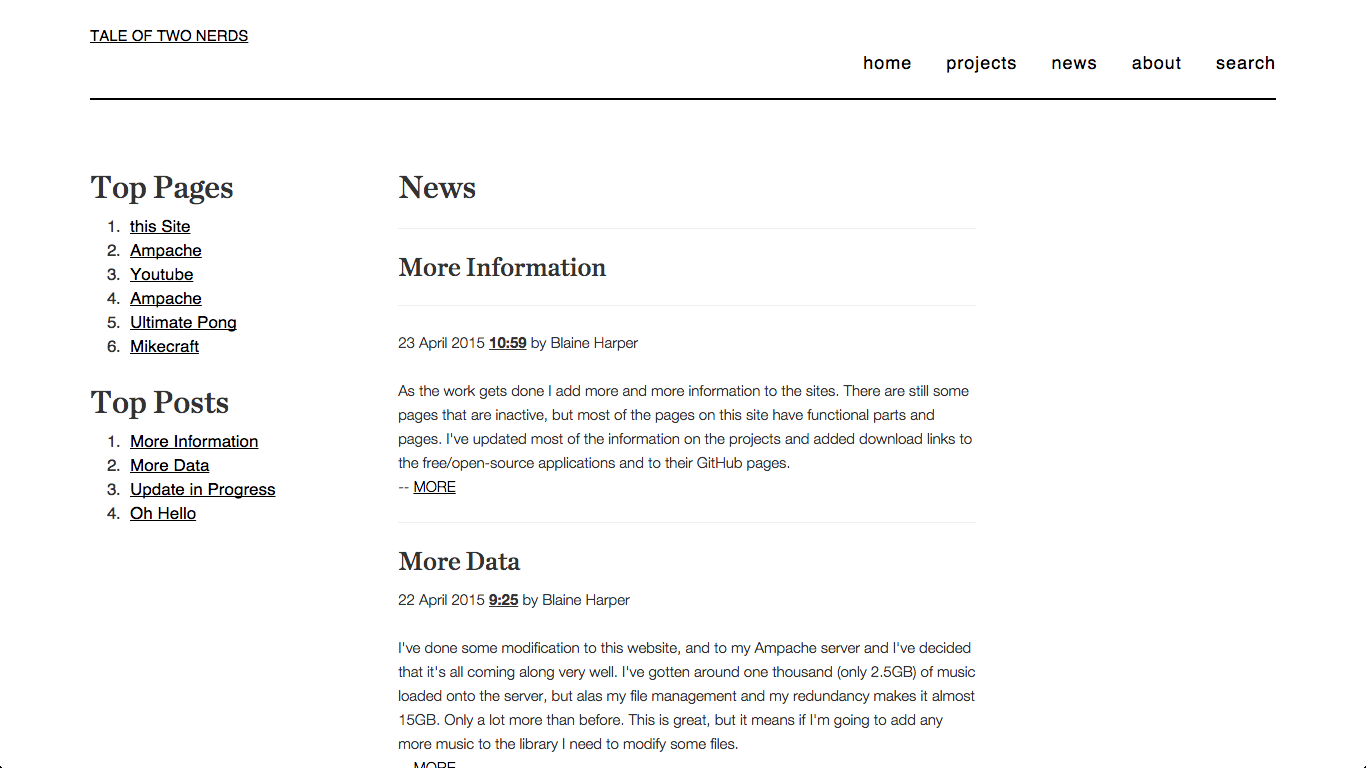 TALE OF TWO NERDS
home projects news about search
Top Pages
1. this Site
2. Ampache
3. Youtube
4. Ampache
5. Ultimate Pong
6. Mikecraft
Top Posts
1. More Information
2. More Data
3. Update in Progress
4. Oh Hello
News
More Information
23 April 2015 10:59 by Blaine Harper
As the work gets done I add more and more information to the sites. There are still some
pages that are inactive, but most of the pages on this site have functional parts and
pages. I've updated most of the information on the projects and added download links to
the free/open-source applications and to their GitHub pages.
-- MORE
More Data
22 April 2015 9:25 by Blaine Harper
I've done some modification to this website, and to my Ampache server and I've decided
that it's all coming along very well. I've gotten around one thousand (only 2.5GB) of music
loaded onto the server, but alas my file management and my redundancy makes it almost
15GB. Only a lot more than before. This is great, but it means if I'm going to add any
more music to the library I need to modify some files.
-- MORE